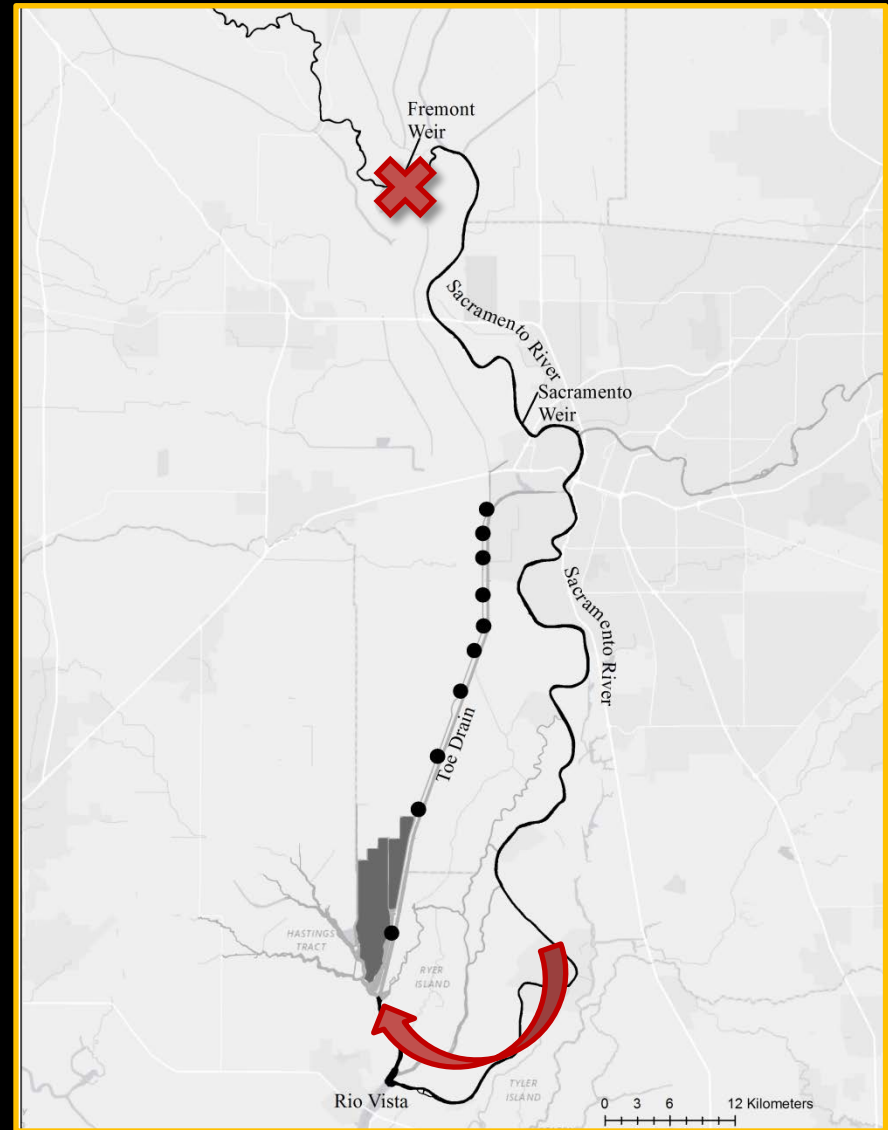 Fremont
Weir
Sacramento River
Sacramento
Weir
Sacramento River
Toe Drain
HASTINGS
TRACT
RYER
ISLAND
TYLER
ISLAND
Rio Vista
0 3 6 12 Kilometers